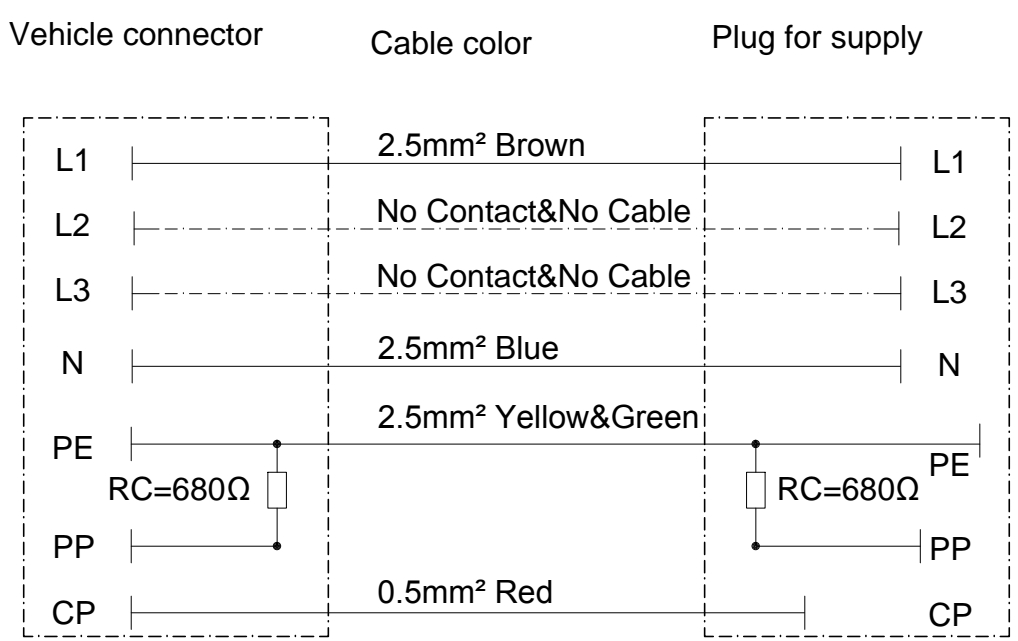 Vehicle connector Cable color Plug for supply
L1 2.5mm² Brown L1
L2 No Contact&No Cable L2
L3 No Contact&No Cable L3
N 2.5mm² Blue N
PE 2.5mm² Yellow&Green PE
RC=680Ω RC=680Ω
PP PP
CP 0.5mm² Red CP